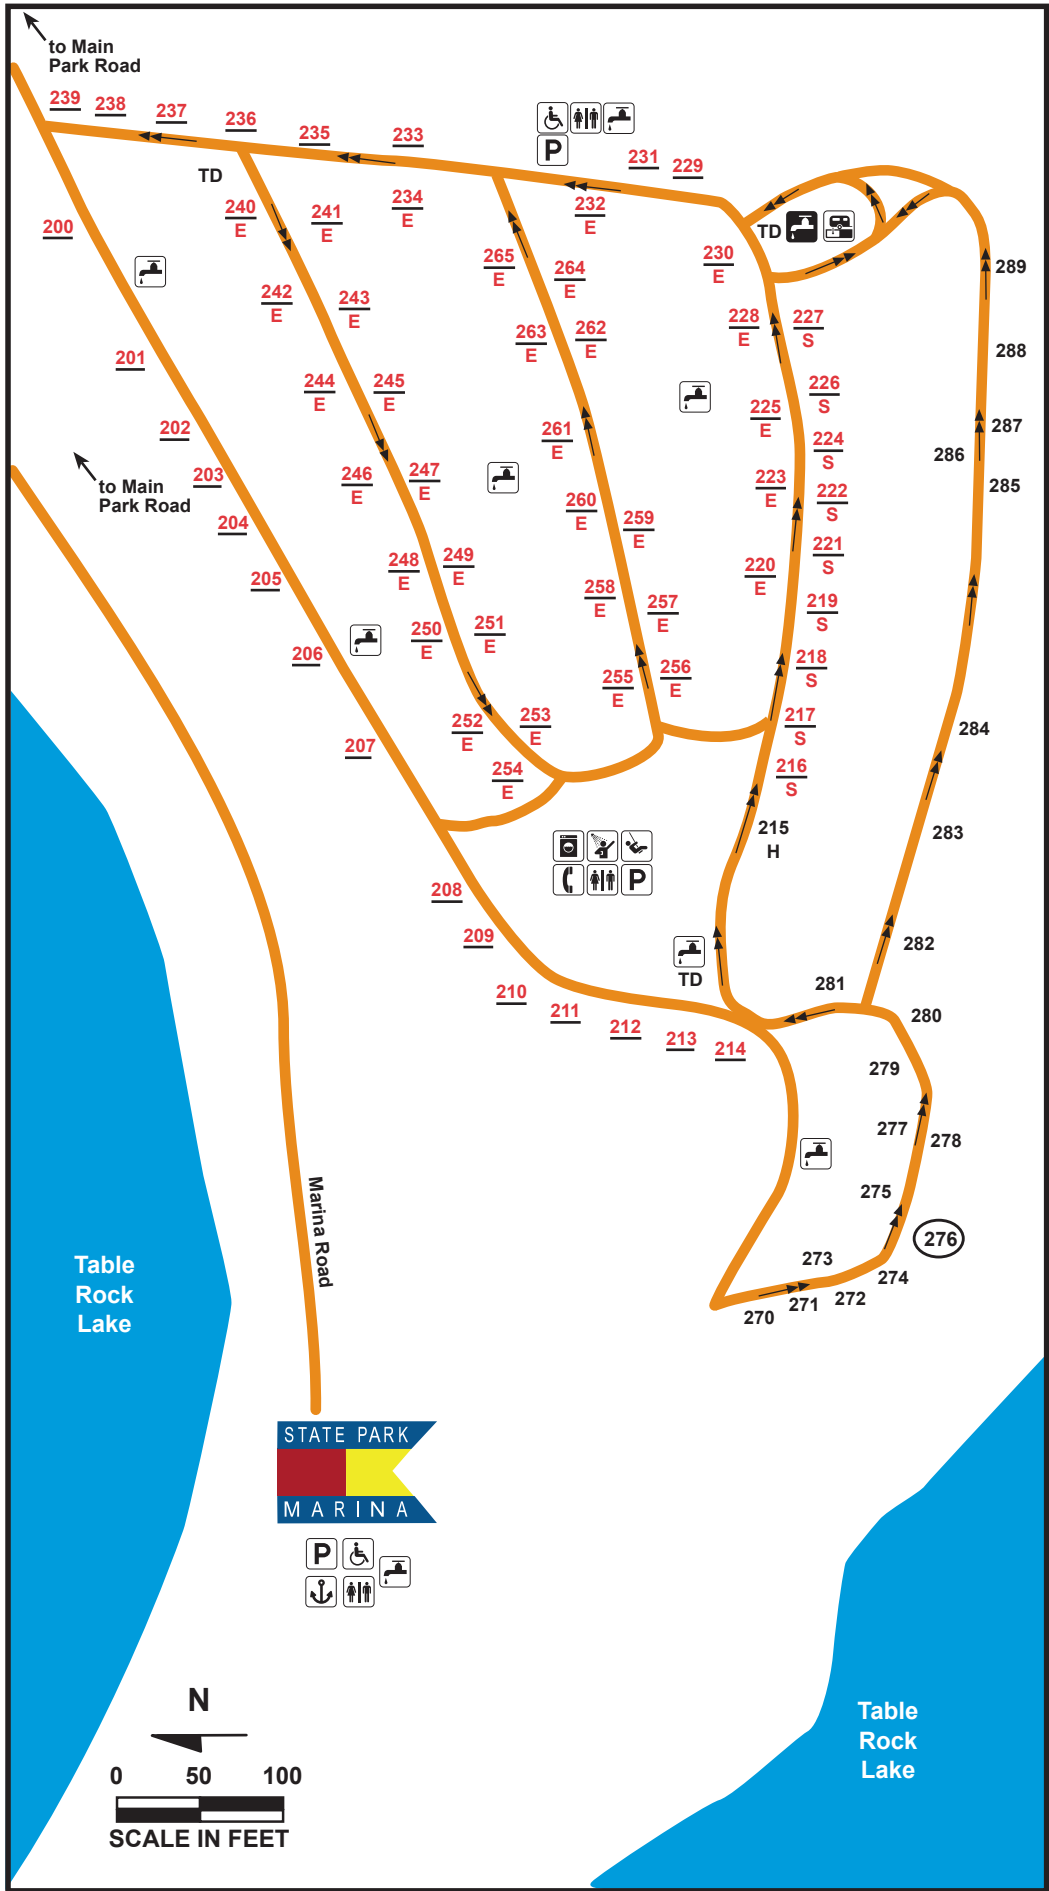 to Main
Park Road
239
238
237
236
235
233
231
229
TD
240
E
241
E
234
E
232
E
200
TD
230
E
265
E
264
E
289
242
E
243
E
228
E
227
S
263
E
262
E
288
201
244
E
245
E
226
S
225
E
202
261
E
224
S
287
286
to Main
Park Road
203
246
E
247
E
223
E
222
S
285
204
260
E
259
E
205
248
E
249
E
220
E
221
S
258
E
257
E
219
S
206
250
E
251
E
218
S
255
E
256
E
207
252
E
253
E
217
S
284
254
E
216
S
215
H
283
P
208
209
282
TD
210
211
212
213
214
281
280
279
277
278
275
276
273
274
270
271
272
Marina Road
Table
Rock
Lake
STATE PARK
MARINA
P
P
N
0 50 100
SCALE IN FEET
Table
Rock
Lake